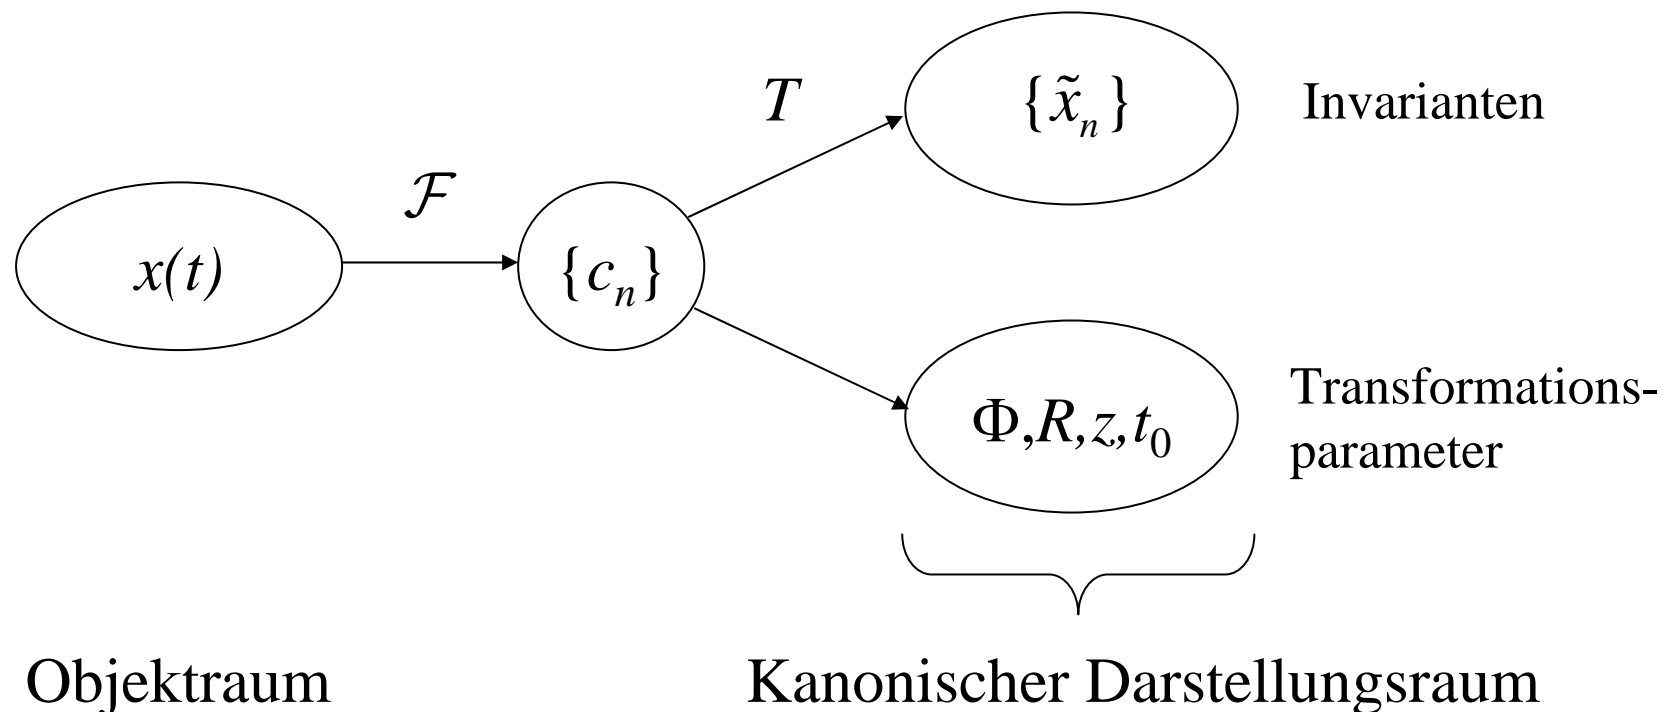 T
{x̃ₙ}
Invarianten
ℱ
x(t)
{cₙ}
Φ,R,z,t₀
Transformations-
parameter
Objektraum
Kanonischer Darstellungsraum